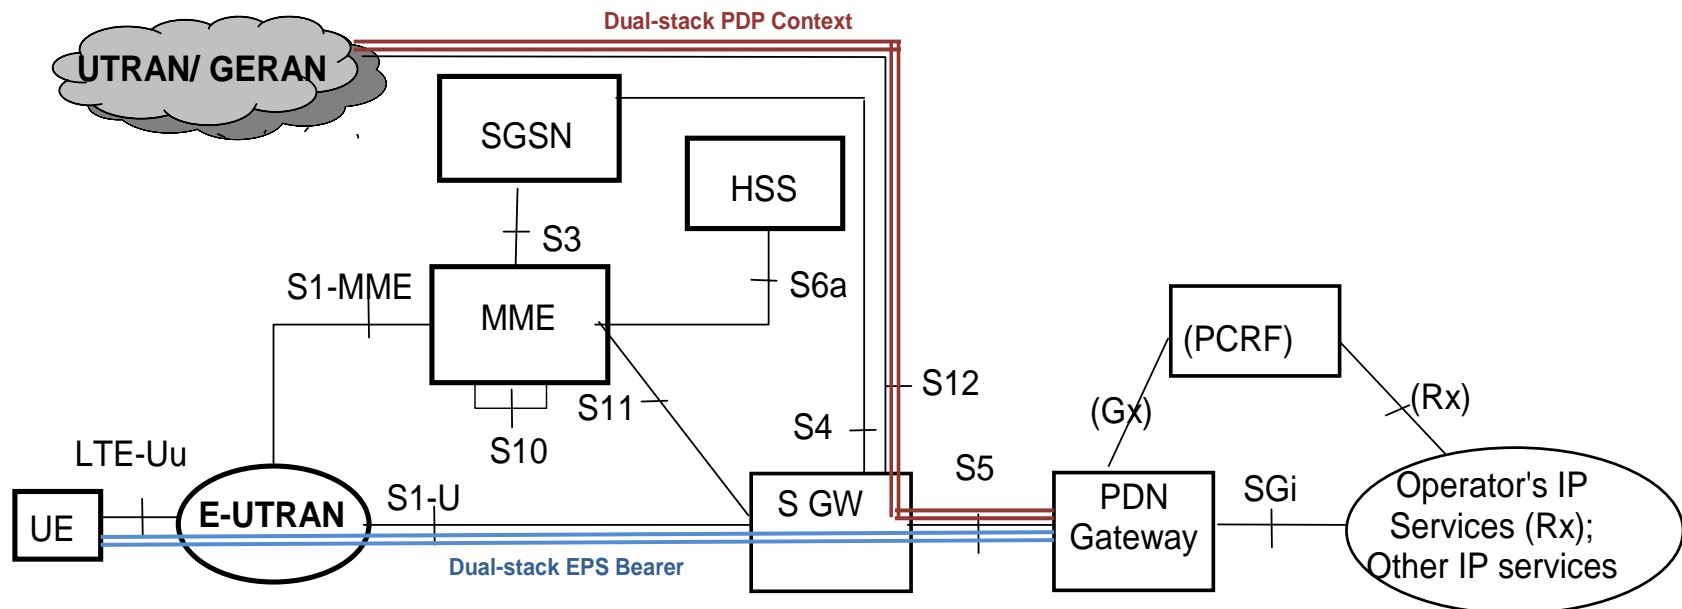 Dual-stack PDP Context
UTRAN/ GERAN
SGSN
HSS
S3
S1-MME
S6a
MME
(PCRF)
S11
S12
(Gx)
(Rx)
S4
S10
LTE-Uu
S5
S1-U
S GW
PDN
Gateway
SGi
Operator's IP
Services (Rx);
Other IP services
UE
E-UTRAN
Dual-stack EPS Bearer